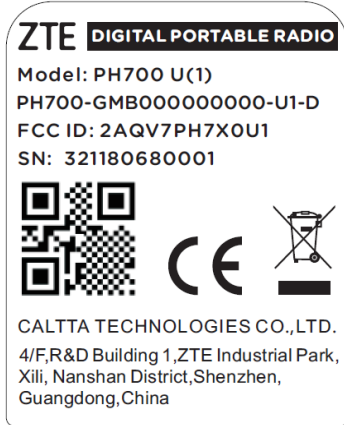 ZTE DIGITAL PORTABLE RADIO
Model: PH700 U(1)
PH700-GMB000000000-U1-D
FCC ID: 2AQV7PH7X0U1
SN: 321180680001
CE
CALTTA TECHNOLOGIES CO.,LTD.
4/F,R&D Building 1,ZTE Industrial Park,
Xili, Nanshan District,Shenzhen,
Guangdong,China